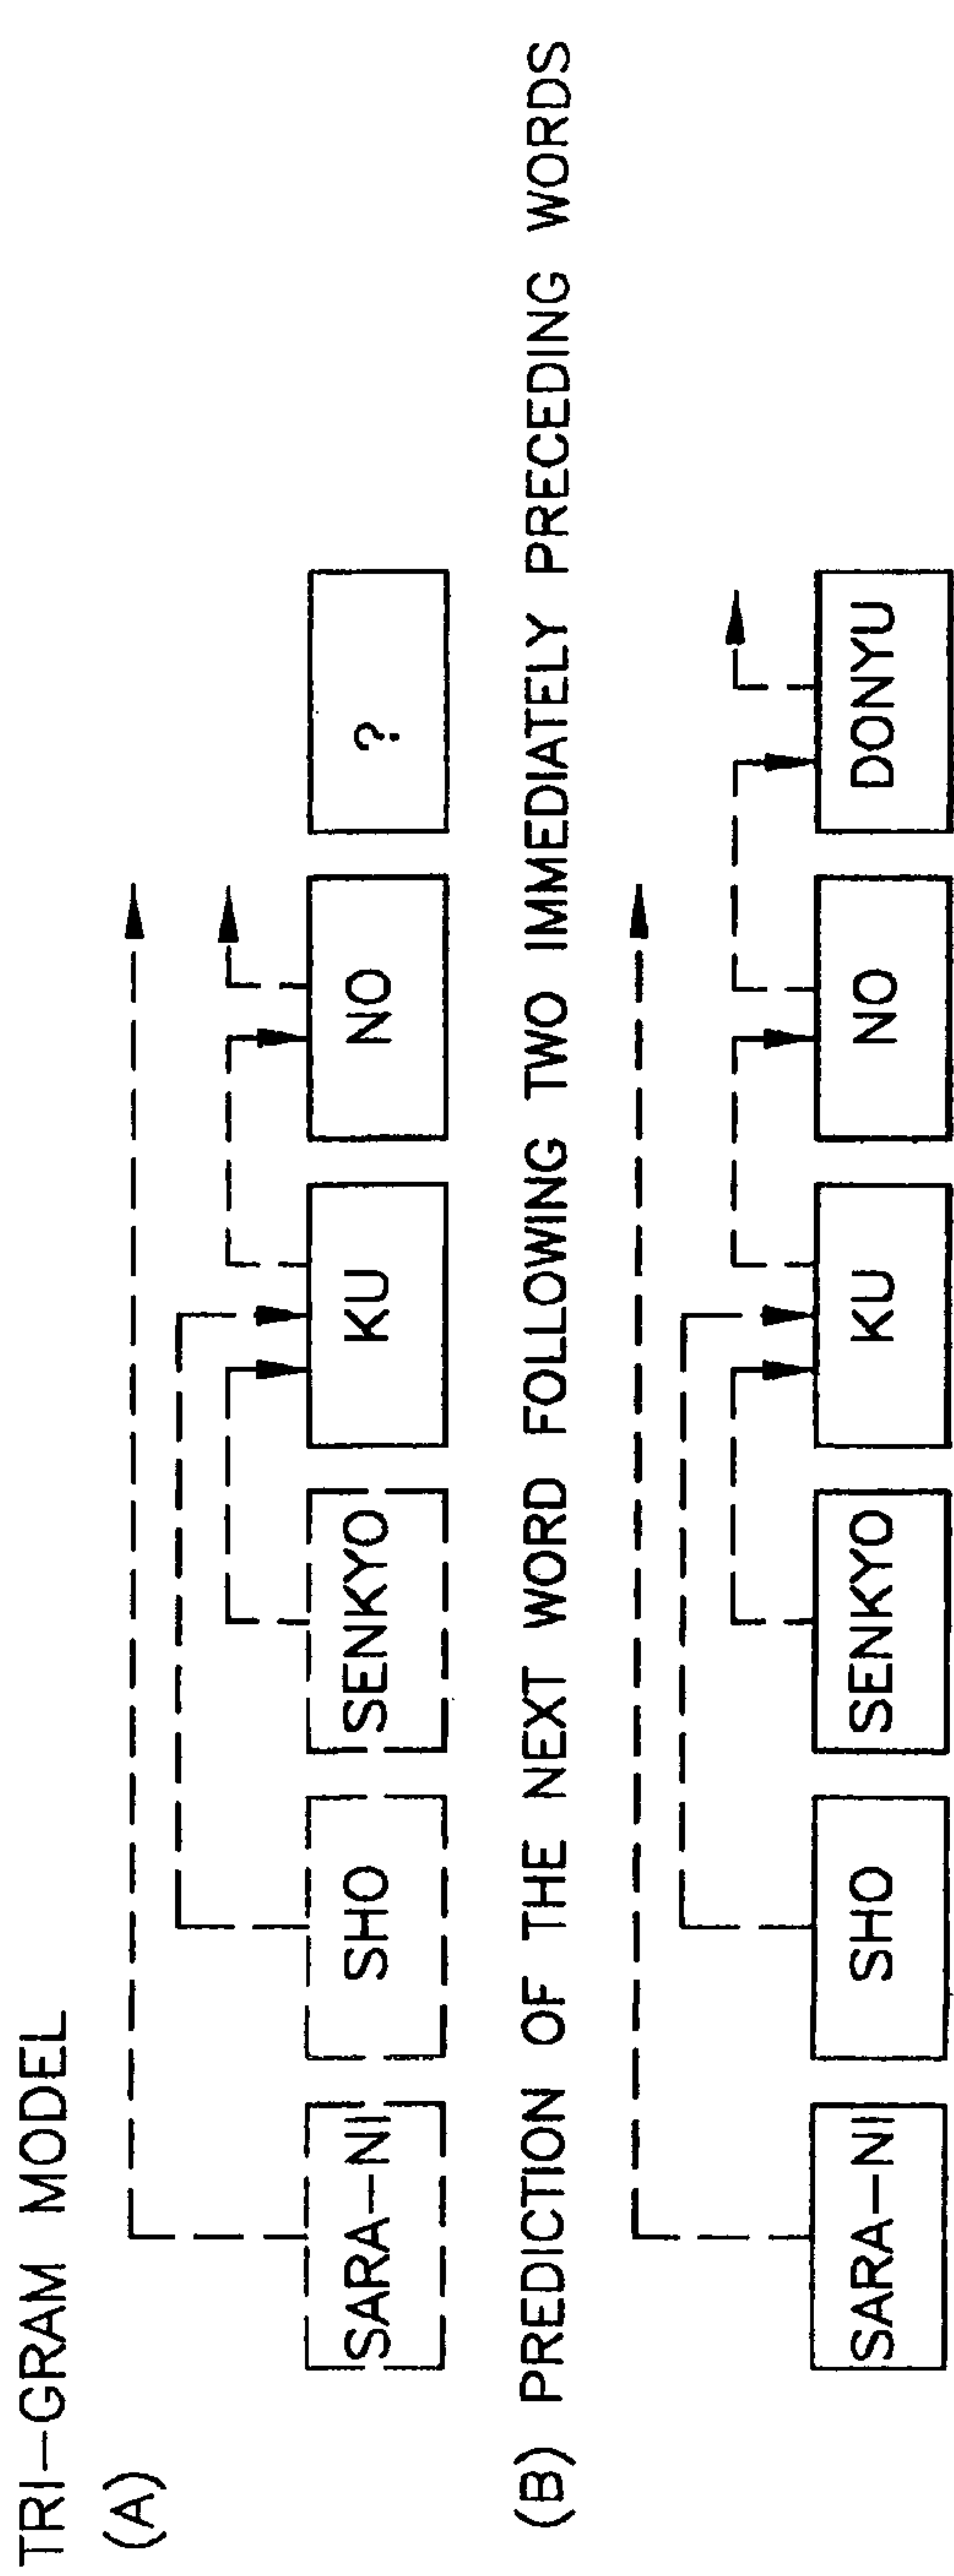 TRI-GRAM MODEL
(A)
SARA-NI SHO SENKYO KU NO ?
(B) PREDICTION OF THE NEXT WORD FOLLOWING TWO IMMEDIATELY PRECEDING WORDS
SARA-NI SHO SENKYO KU NO DONYU